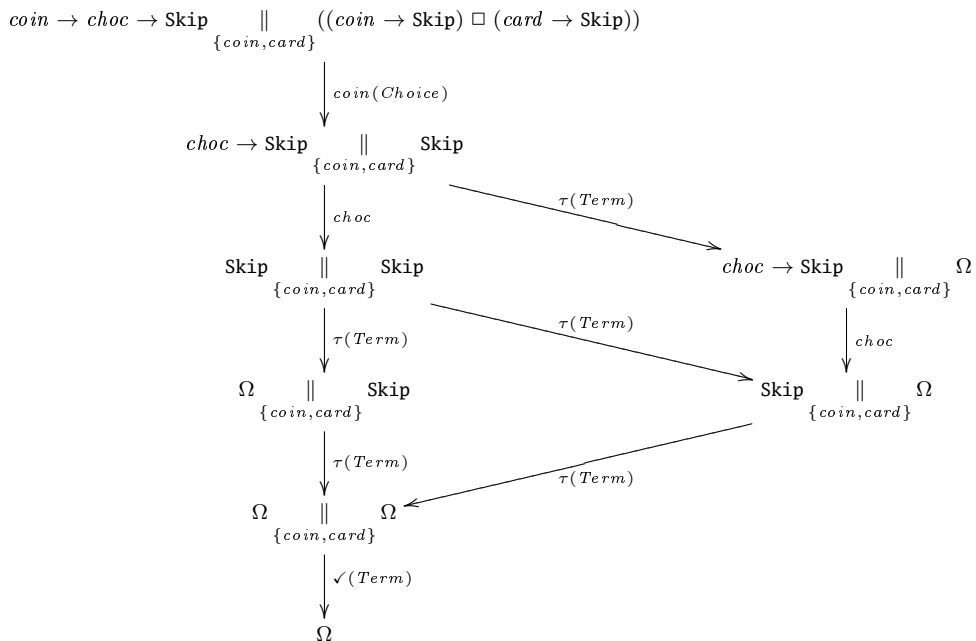 coin → choc → Skip ‖ ((coin → Skip) □ (card → Skip))
{coin,card}
coin(Choice)
choc → Skip ‖ Skip
{coin,card}
τ(Term)
choc
Skip ‖ Skip
{coin,card}
choc → Skip ‖ Ω
{coin,card}
τ(Term)
τ(Term)
choc
Ω ‖ Skip
{coin,card}
Skip ‖ Ω
{coin,card}
τ(Term)
τ(Term)
Ω ‖ Ω
{coin,card}
✓(Term)
Ω